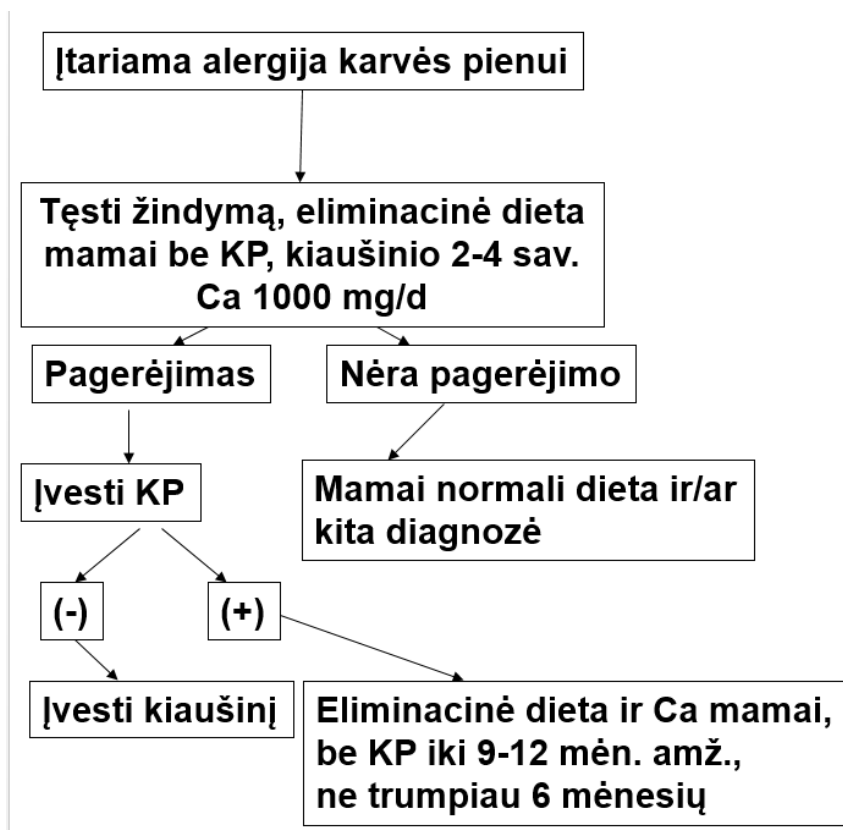 Įtariama alergija karvės pienui
Tęsti žindymą, eliminacinė dieta
mamai be KP, kiaušinio 2-4 sav.
Ca 1000 mg/d
Pagerėjimas
Nėra pagerėjimo
Įvesti KP
Mamai normali dieta ir/ar
kita diagnozė
(-)
(+)
Įvesti kiaušinį
Eliminacinė dieta ir Ca mamai,
be KP iki 9-12 mėn. amž.,
ne trumpiau 6 mėnesių